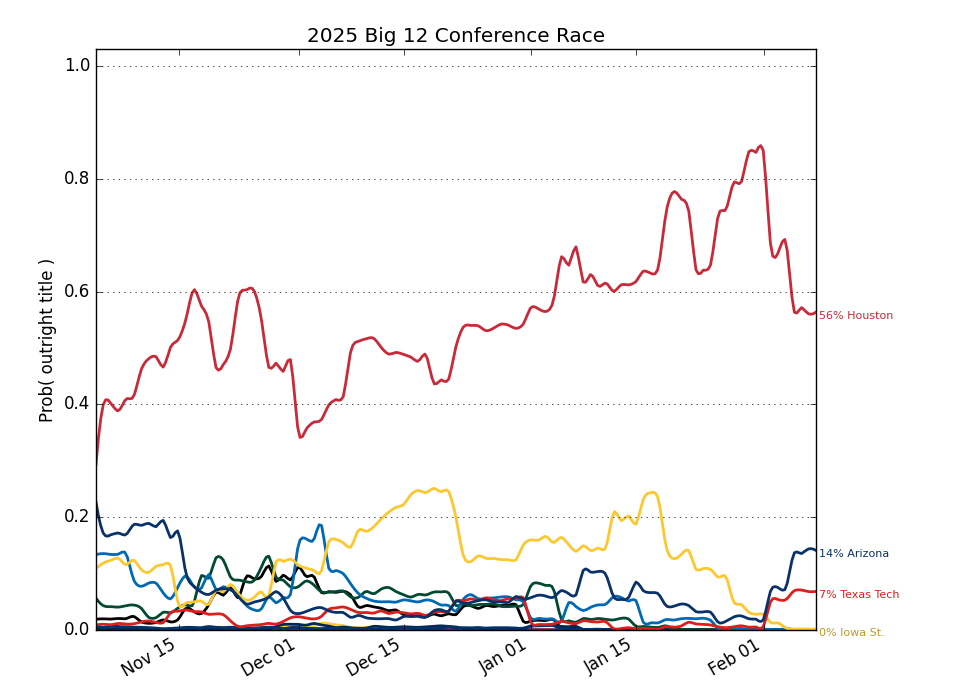 2025 Big 12 Conference Race
1.0
0.8
0.6
0.4
0.2
0.0
Prob( outright title )
56% Houston
14% Arizona
7% Texas Tech
0% Iowa St.
Nov 15
Dec 01
Dec 15
Jan 01
Jan 15
Feb 01